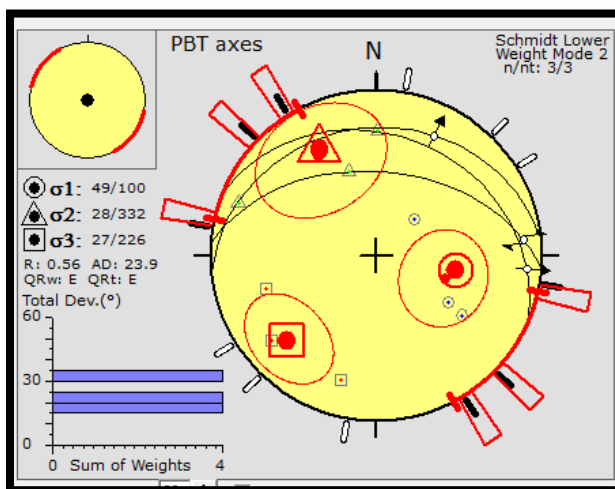 PBT axes
N
Schmidt Lower
Weight Mode 2
n/nt: 3/3
σ1: 49/100
σ2: 28/332
σ3: 27/226
R: 0.56 AD: 23.9
QRw: E QRt: E
Total Dev.(°)
60
30
0
0 Sum of Weights 4